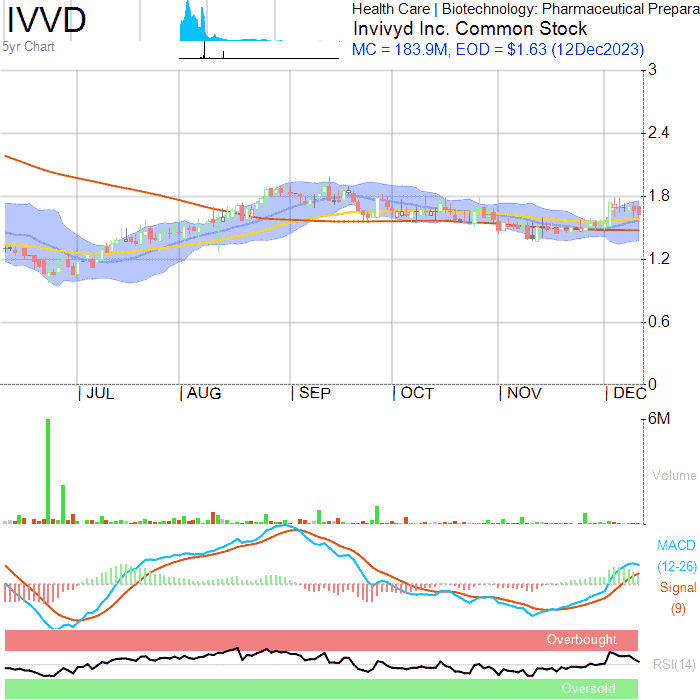 IVVD
5yr Chart
Health Care | Biotechnology: Pharmaceutical Prepara
Invivyd Inc. Common Stock
MC = 183.9M, EOD = $1.63 (12Dec2023)
3
2.4
1.8
1.2
0.6
0
| JUL | AUG | SEP | OCT | NOV | DEC
6M
Volume
MACD
(12-26)
Signal
(9)
Overbought
RSI(14)
Oversold